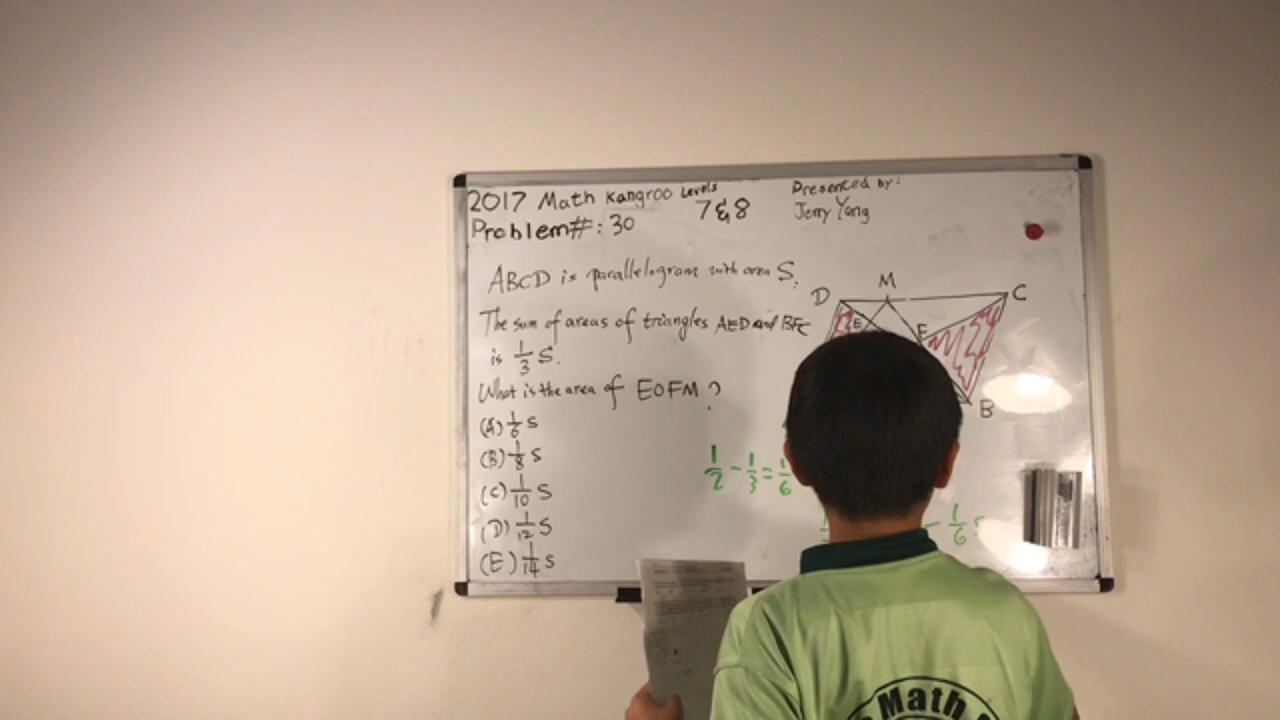 2017 Math Kangroo Levels 7 & 8
Presented by:
Jerry Yang
Problem#: 30
ABCD is parallelogram with area S.
The sum of areas of triangles AED and BFC
is 1/3 S.
What is the area of EOFM?
(A) 1/6 S
(B) 1/8 S
(C) 1/10 S
(D) 1/12 S
(E) 1/14 S
D M C
E F
B
1/2 - 1/3 = 1/6
- 1/6 S
Math